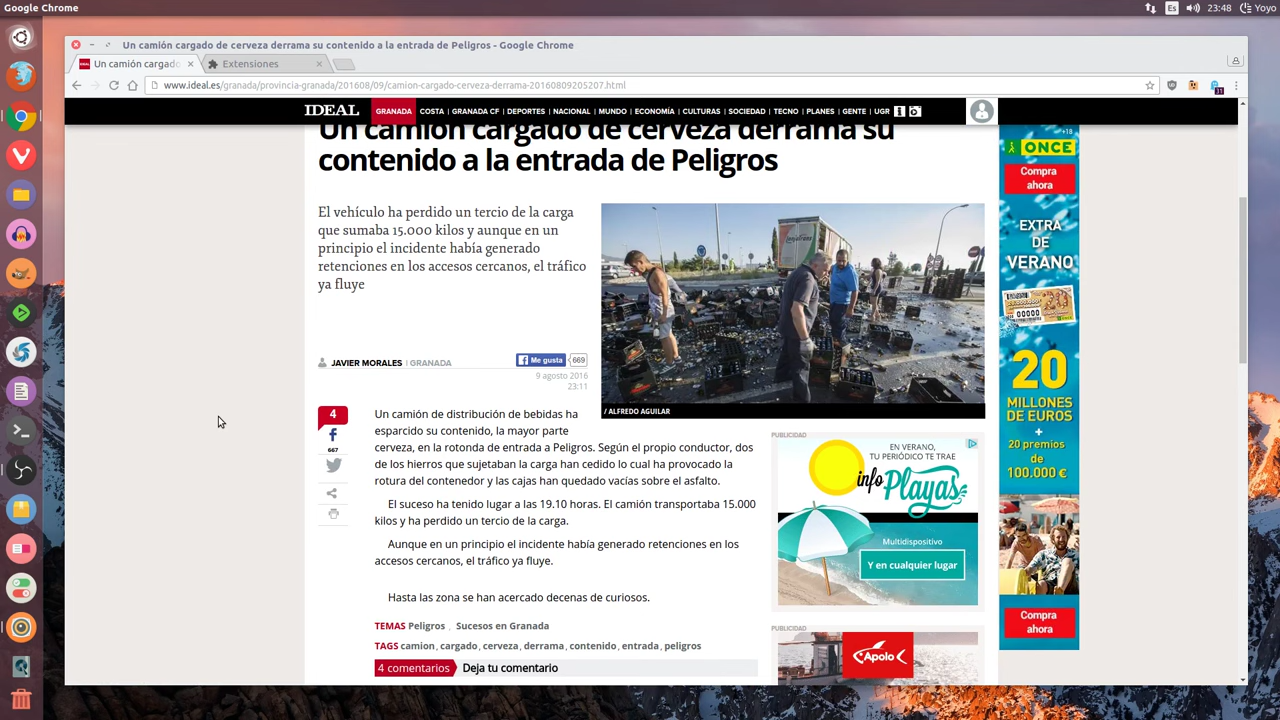 Google Chrome
Es
23:48
Yoyo
Un camión cargado de cerveza derrama su contenido a la entrada de Peligros - Google Chrome
Un camión cargado
Extensiones
www.ideal.es/granada/provincia-granada/201608/09/camion-cargado-cerveza-derrama-20160809205207.html
31
IDEAL
GRANADA COSTA | GRANADA CF | DEPORTES | NACIONAL | MUNDO | ECONOMÍA | CULTURAS | SOCIEDAD | TECNO | PLANES | GENTE | UGR
Un camión cargado de cerveza derrama su
contenido a la entrada de Peligros
El vehículo ha perdido un tercio de la carga
que sumaba 15.000 kilos y aunque en un
principio el incidente había generado
retenciones en los accesos cercanos, el tráfico
ya fluye
JAVIER MORALES | GRANADA
Me gusta 669
9 agosto 2016
23:11
/ ALFREDO AGUILAR
4
667
Un camión de distribución de bebidas ha
esparcido su contenido, la mayor parte
cerveza, en la rotonda de entrada a Peligros. Según el propio conductor, dos
de los hierros que sujetaban la carga han cedido lo cual ha provocado la
rotura del contenedor y las cajas han quedado vacías sobre el asfalto.
El suceso ha tenido lugar a las 19.10 horas. El camión transportaba 15.000
kilos y ha perdido un tercio de la carga.
Aunque en un principio el incidente había generado retenciones en los
accesos cercanos, el tráfico ya fluye.
Hasta las zona se han acercado decenas de curiosos.
TEMAS Peligros , Sucesos en Granada
TAGS camion, cargado, cerveza, derrama, contenido, entrada, peligros
4 comentarios Deja tu comentario
PUBLICIDAD
EN VERANO,
TU PERIÓDICO TE TRAE
info Playas
Multidispositivo
Y en cualquier lugar
PUBLICIDAD
Apolo
+18
ONCE
Compra
ahora
EXTRA
DE
VERANO
00000
20
MILLONES
DE EUROS
+
20 premios
de
100.000 €
Compra
ahora